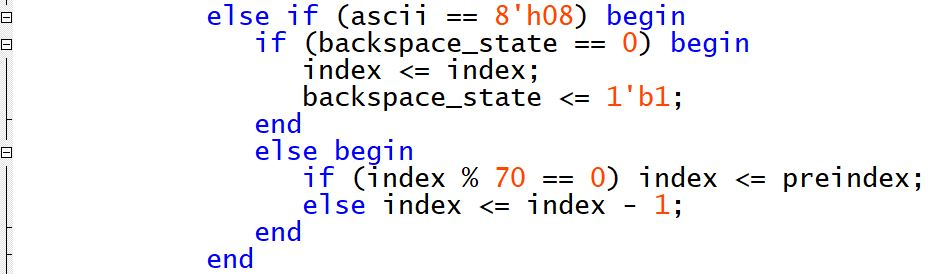 else if (ascii == 8'h08) begin
if (backspace_state == 0) begin
index <= index;
backspace_state <= 1'b1;
end
else begin
if (index % 70 == 0) index <= preindex;
else index <= index - 1;
end
end